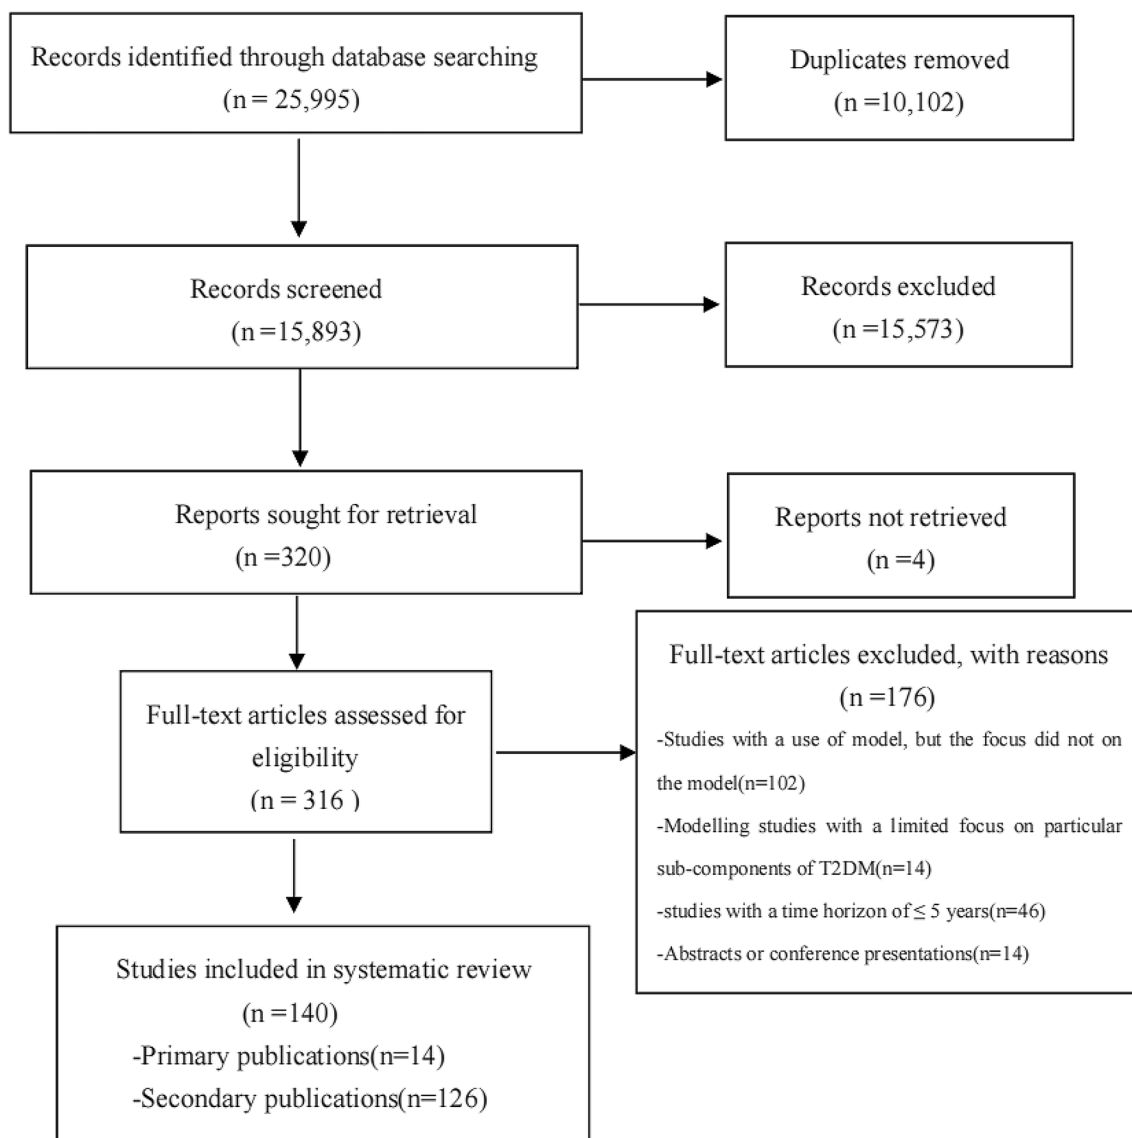 Records identified through database searching
(n = 25,995)
Duplicates removed
(n =10,102)
Records screened
(n =15,893)
Records excluded
(n =15,573)
Reports sought for retrieval
(n =320)
Reports not retrieved
(n =4)
Full-text articles assessed for
eligibility
(n = 316 )
Full-text articles excluded, with reasons
(n =176)
-Studies with a use of model, but the focus did not on
the model(n=102)
-Modelling studies with a limited focus on particular
sub-components of T2DM(n=14)
-studies with a time horizon of ≤ 5 years(n=46)
-Abstracts or conference presentations(n=14)
Studies included in systematic review
(n =140)
-Primary publications(n=14)
-Secondary publications(n=126)